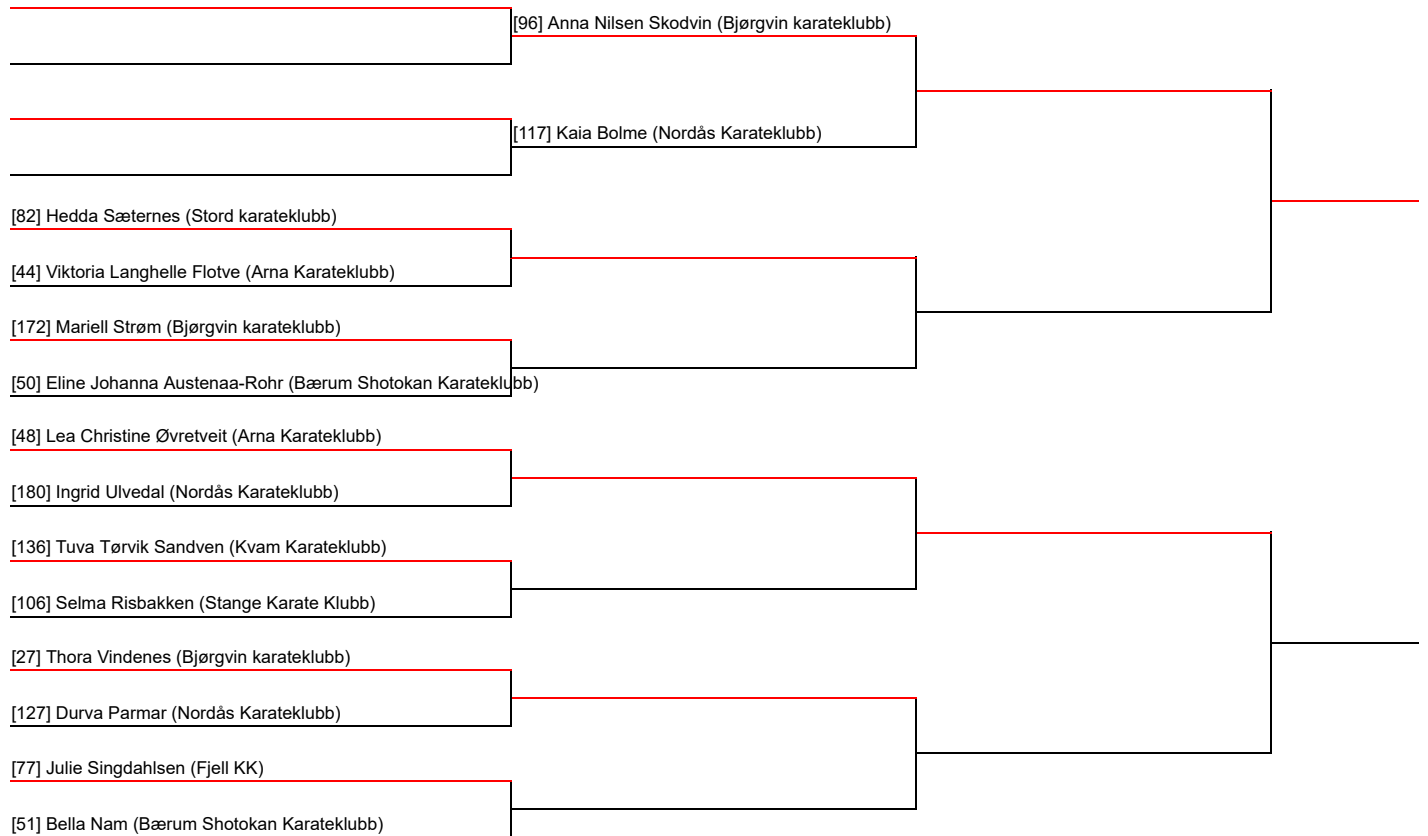 [96] Anna Nilsen Skodvin (Bjørgvin karateklubb)
[117] Kaia Bolme (Nordås Karateklubb)
[82] Hedda Sæternes (Stord karateklubb)
[44] Viktoria Langhelle Flotve (Arna Karateklubb)
[172] Mariell Strøm (Bjørgvin karateklubb)
[50] Eline Johanna Austenaa-Rohr (Bærum Shotokan Karateklubb)
[48] Lea Christine Øvretveit (Arna Karateklubb)
[180] Ingrid Ulvedal (Nordås Karateklubb)
[136] Tuva Tørvik Sandven (Kvam Karateklubb)
[106] Selma Risbakken (Stange Karate Klubb)
[27] Thora Vindenes (Bjørgvin karateklubb)
[127] Durva Parmar (Nordås Karateklubb)
[77] Julie Singdahlsen (Fjell KK)
[51] Bella Nam (Bærum Shotokan Karateklubb)